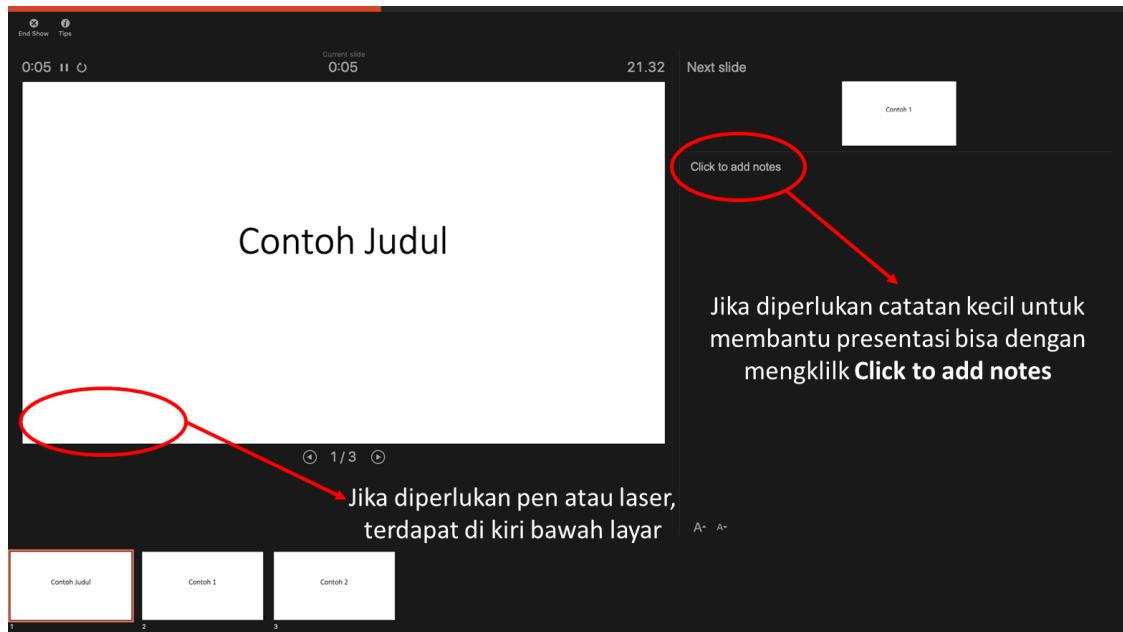 End Show Tips
Current slide
0:05 0:05 21.32
Next slide
Contoh 1
Click to add notes
Contoh Judul
Jika diperlukan catatan kecil untuk
membantu presentasi bisa dengan
mengklilk Click to add notes
1/3
Jika diperlukan pen atau laser,
terdapat di kiri bawah layar
A A
Contoh Judul
Contoh 1
Contoh 2
1
2
3